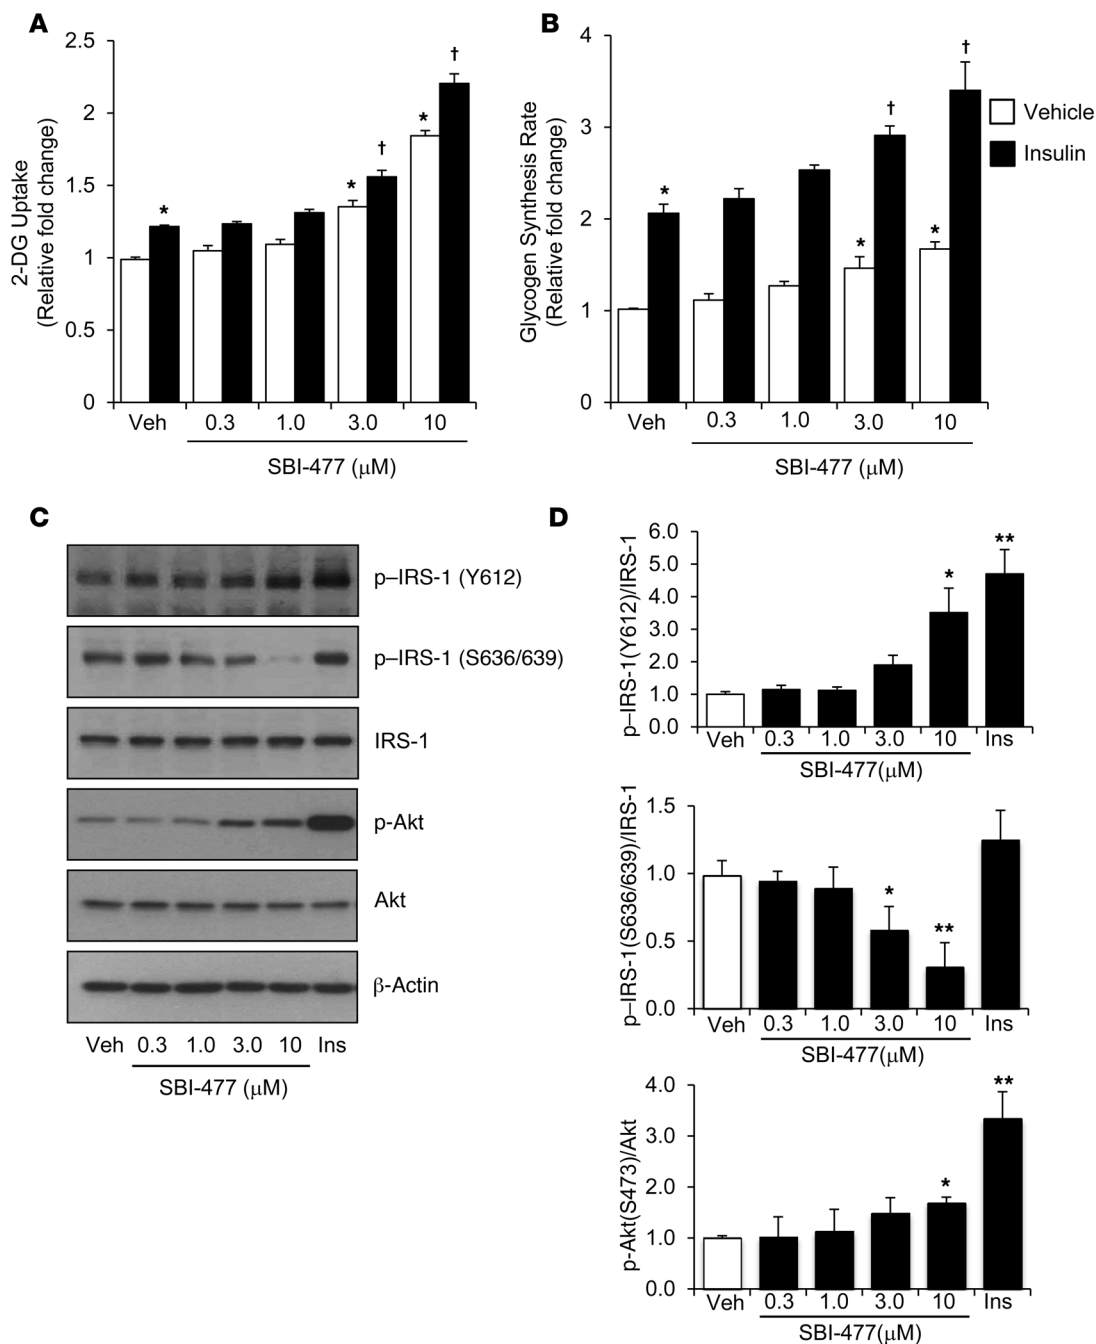 A
2-DG Uptake
(Relative fold change)
2.5
2
1.5
1
0.5
0
*
*
†
*
†
Veh 0.3 1.0 3.0 10
SBI-477 (μM)
B
Glycogen Synthesis Rate
(Relative fold change)
4
3
2
1
0
*
*
†
*
†
Veh 0.3 1.0 3.0 10
SBI-477 (μM)
Vehicle
Insulin
C
p–IRS-1 (Y612)
p–IRS-1 (S636/639)
IRS-1
p-Akt
Akt
β-Actin
Veh 0.3 1.0 3.0 10 Ins
SBI-477 (μM)
D
p–IRS-1(Y612)/IRS-1
6.0
5.0
4.0
3.0
2.0
1.0
0.0
*
**
Veh 0.3 1.0 3.0 10 Ins
SBI-477(μM)
p–IRS-1(S636/639)/IRS-1
1.5
1.0
0.5
0.0
*
**
Veh 0.3 1.0 3.0 10 Ins
SBI-477(μM)
p-Akt(S473)/Akt
4.0
3.0
2.0
1.0
0.0
*
**
Veh 0.3 1.0 3.0 10 Ins
SBI-477(μM)